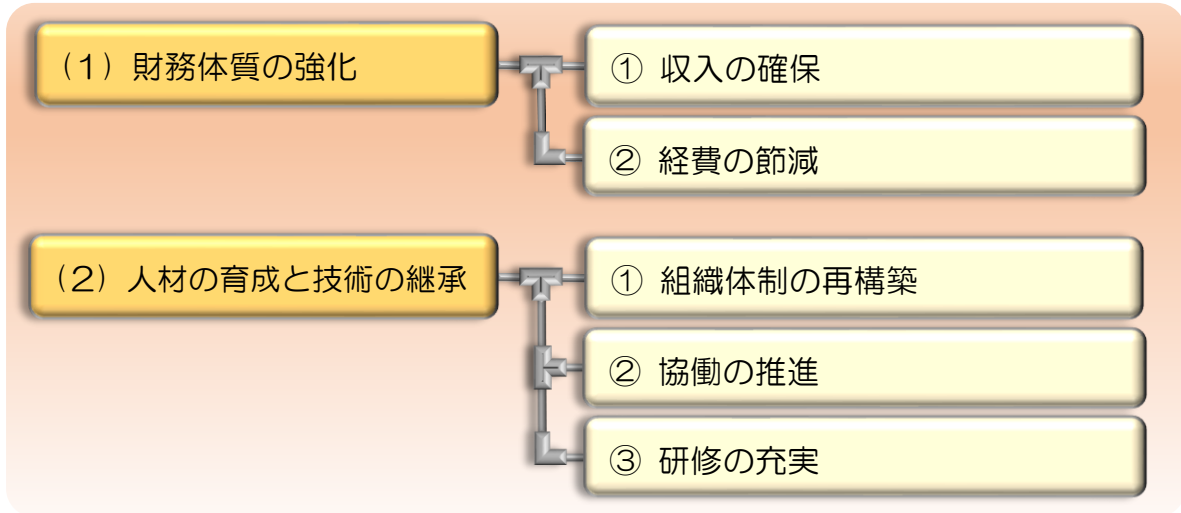 （1）財務体質の強化
① 収入の確保
② 経費の節減
（2）人材の育成と技術の継承
① 組織体制の再構築
② 協働の推進
③ 研修の充実